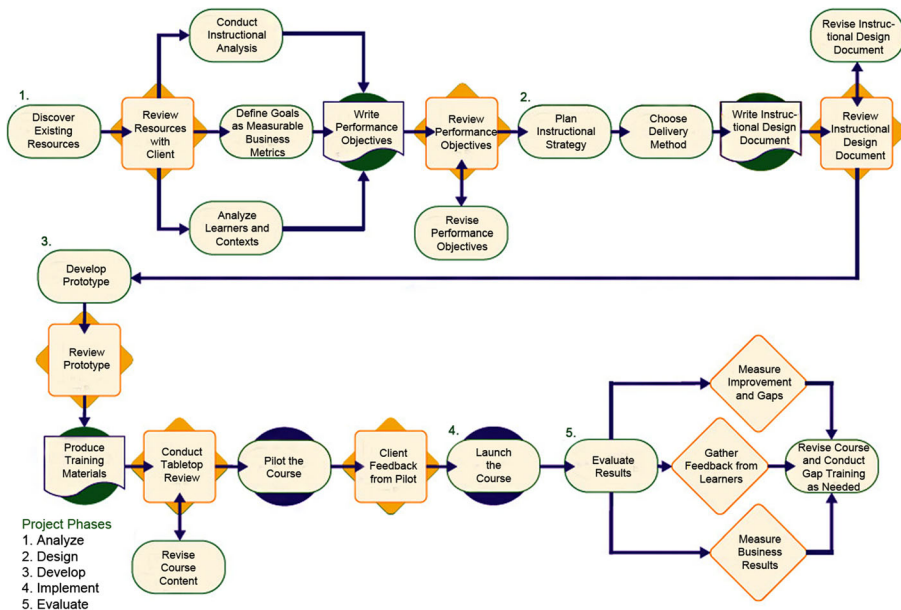 1.
Discover
Existing
Resources
Review
Resources
with
Client
Conduct
Instructional
Analysis
Define Goals
as Measurable
Business
Metrics
Analyze
Learners and
Contexts
Write
Performance
Objectives
Review
Performance
Objectives
Revise
Performance
Objectives
2.
Plan
Instructional
Strategy
Choose
Delivery
Method
Write Instruc-
tional Design
Document
Review
Instructional
Design
Document
Revise Instruc-
tional Design
Document
3.
Develop
Prototype
Review
Prototype
Produce
Training
Materials
Conduct
Tabletop
Review
Revise
Course
Content
Pilot the
Course
Client
Feedback
from Pilot
4.
Launch
the
Course
5.
Evaluate
Results
Measure
Improvement
and Gaps
Gather
Feedback from
Learners
Measure
Business
Results
Revise Course
and Conduct
Gap Training
as Needed
Project Phases
1. Analyze
2. Design
3. Develop
4. Implement
5. Evaluate